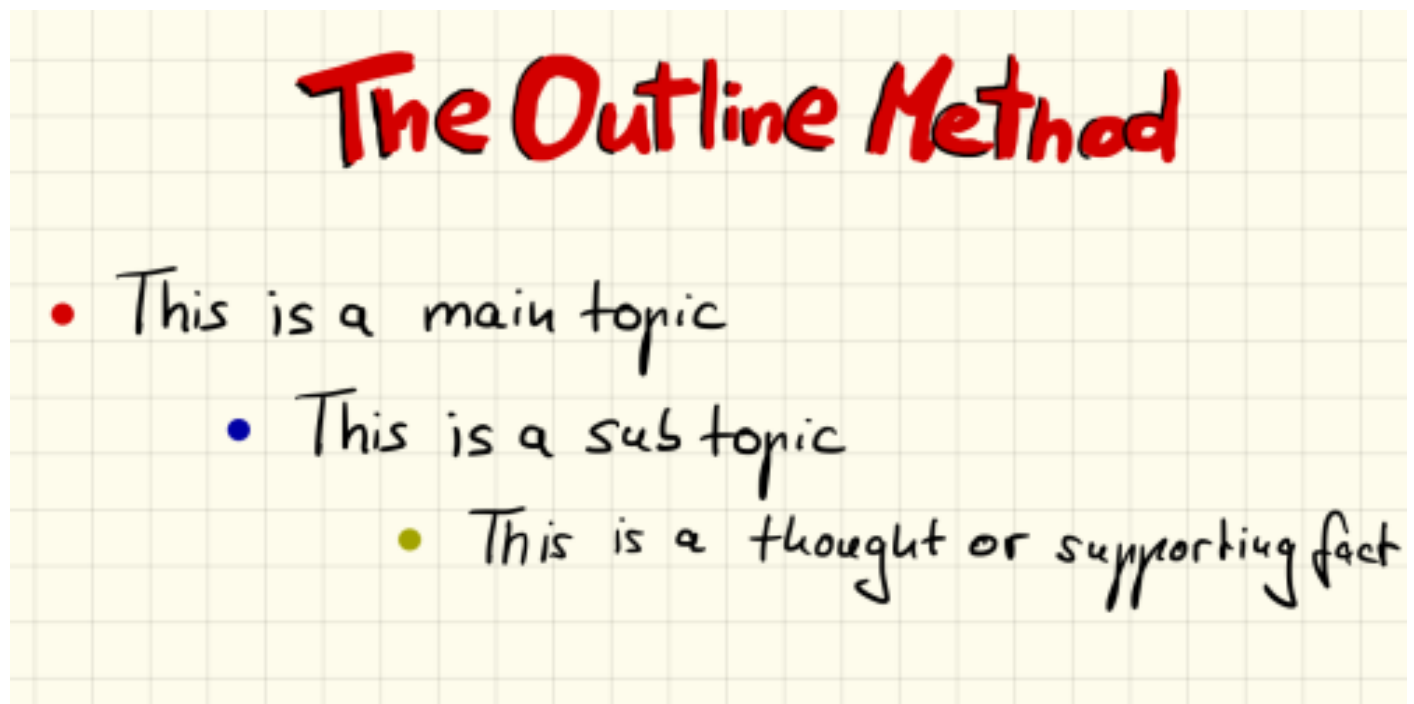 The Outline Method
This is a main topic
This is a sub topic
This is a thought or supporting fact